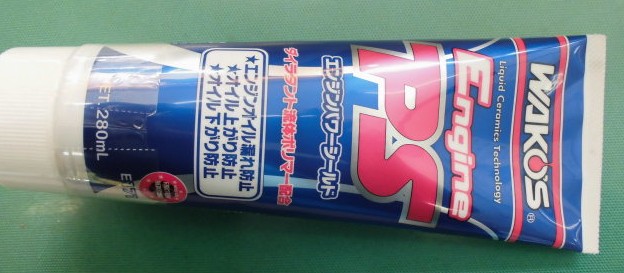 WAKO'S®
Liquid Ceramics Technology
Engine
PS
エンジンパワーシールド
ダイラタント流体ポリマー配合
★エンジンオイル漏れ防止
★オイル上がり防止
★オイル下がり防止
NET. 280mL